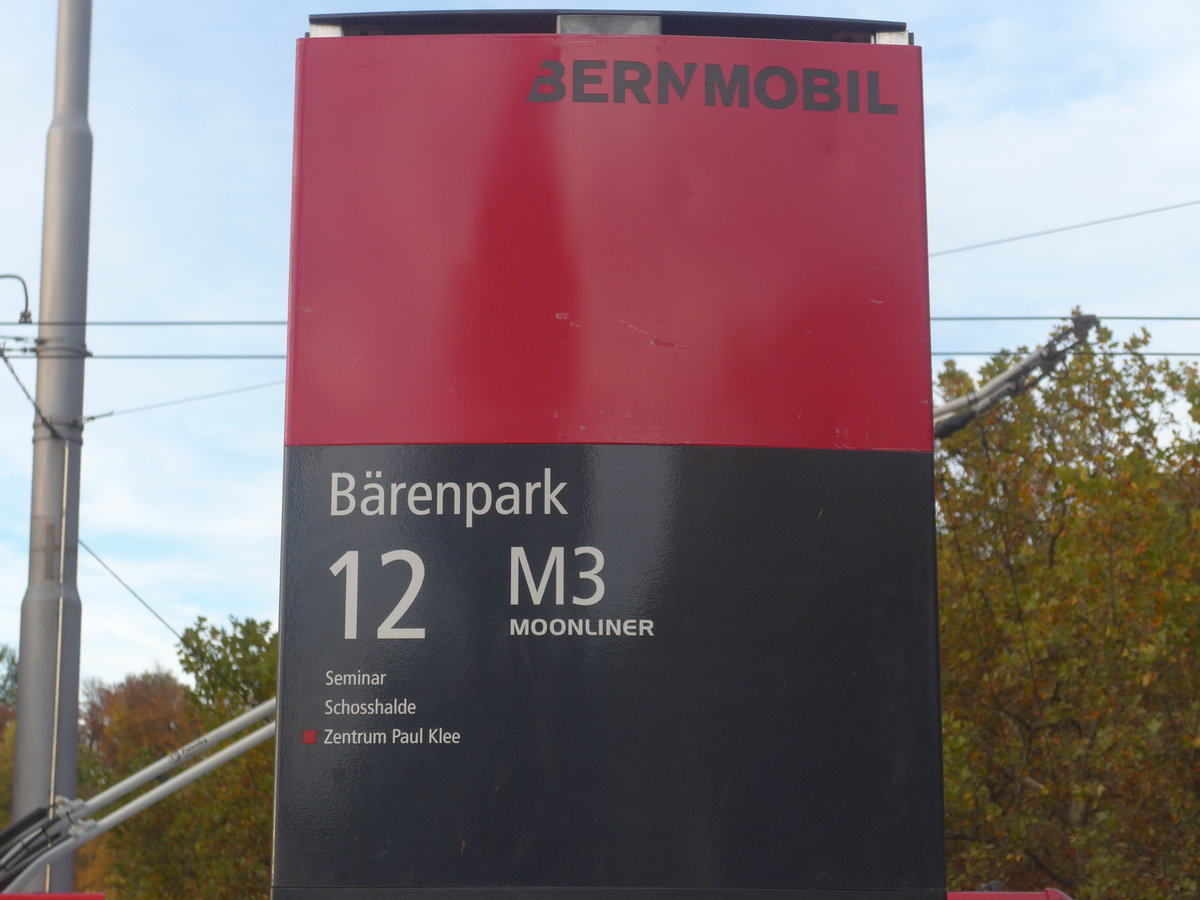 BERNMOBIL
Bärenpark
12 M3
MOONLINER
Seminar
Schosshalde
Zentrum Paul Klee